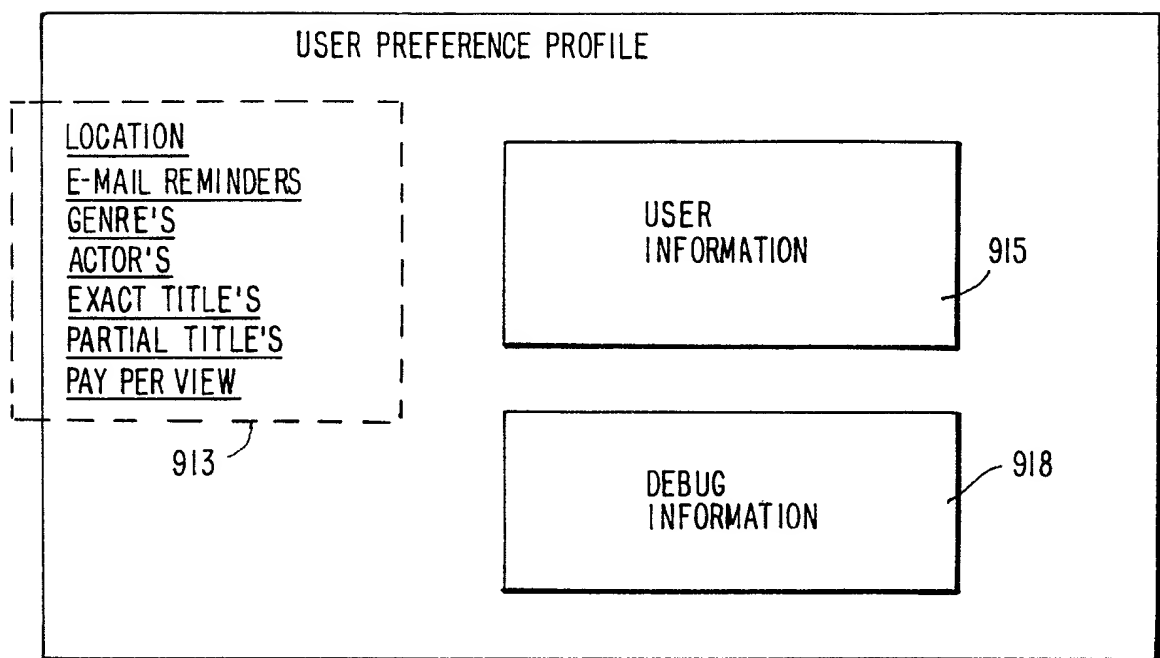 USER PREFERENCE PROFILE
LOCATION
E-MAIL REMINDERS
GENRE'S
ACTOR'S
EXACT TITLE'S
PARTIAL TITLE'S
PAY PER VIEW
913
USER
INFORMATION
915
DEBUG
INFORMATION
918